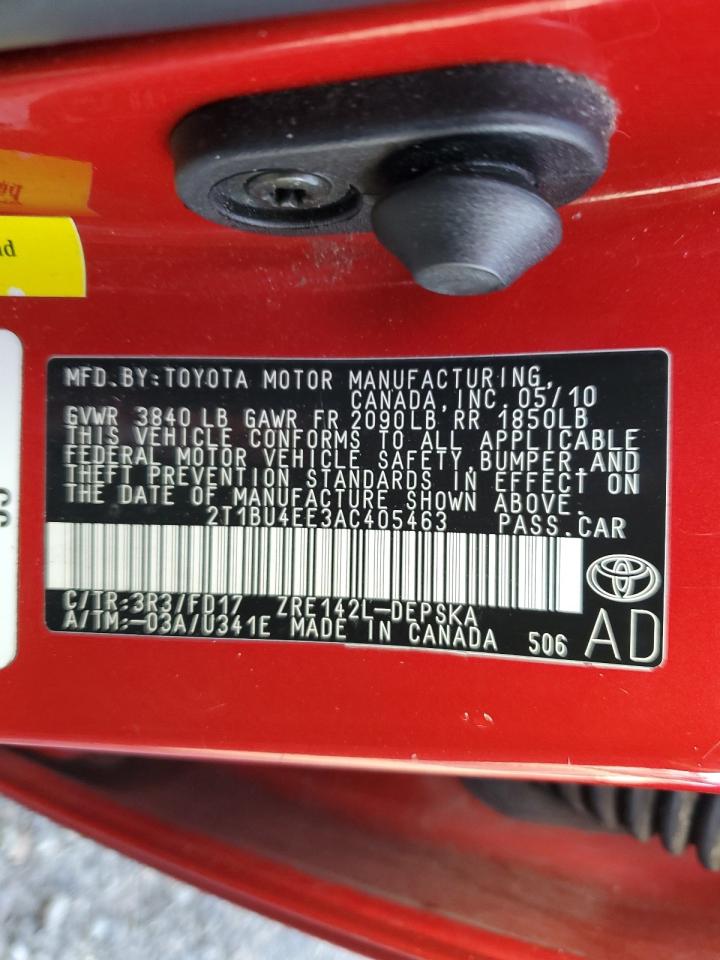 nd
MFD.BY:TOYOTA MOTOR MANUFACTURING,
CANADA,INC.05/10
GVWR 3840 LB GAWR FR 2090LB RR 1850LB
THIS VEHICLE CONFORMS TO ALL APPLICABLE
FEDERAL MOTOR VEHICLE SAFETY,BUMPER,AND
THEFT PREVENTION STANDARDS IN EFFECT ON
THE DATE OF MANUFACTURE SHOWN ABOVE.
2T1BU4EE3AC405463 PASS.CAR
C/TR:3R3/FD17 ZRE142L-DEPSKA
A/TM:-03A/U341E MADE IN CANADA 506 AD